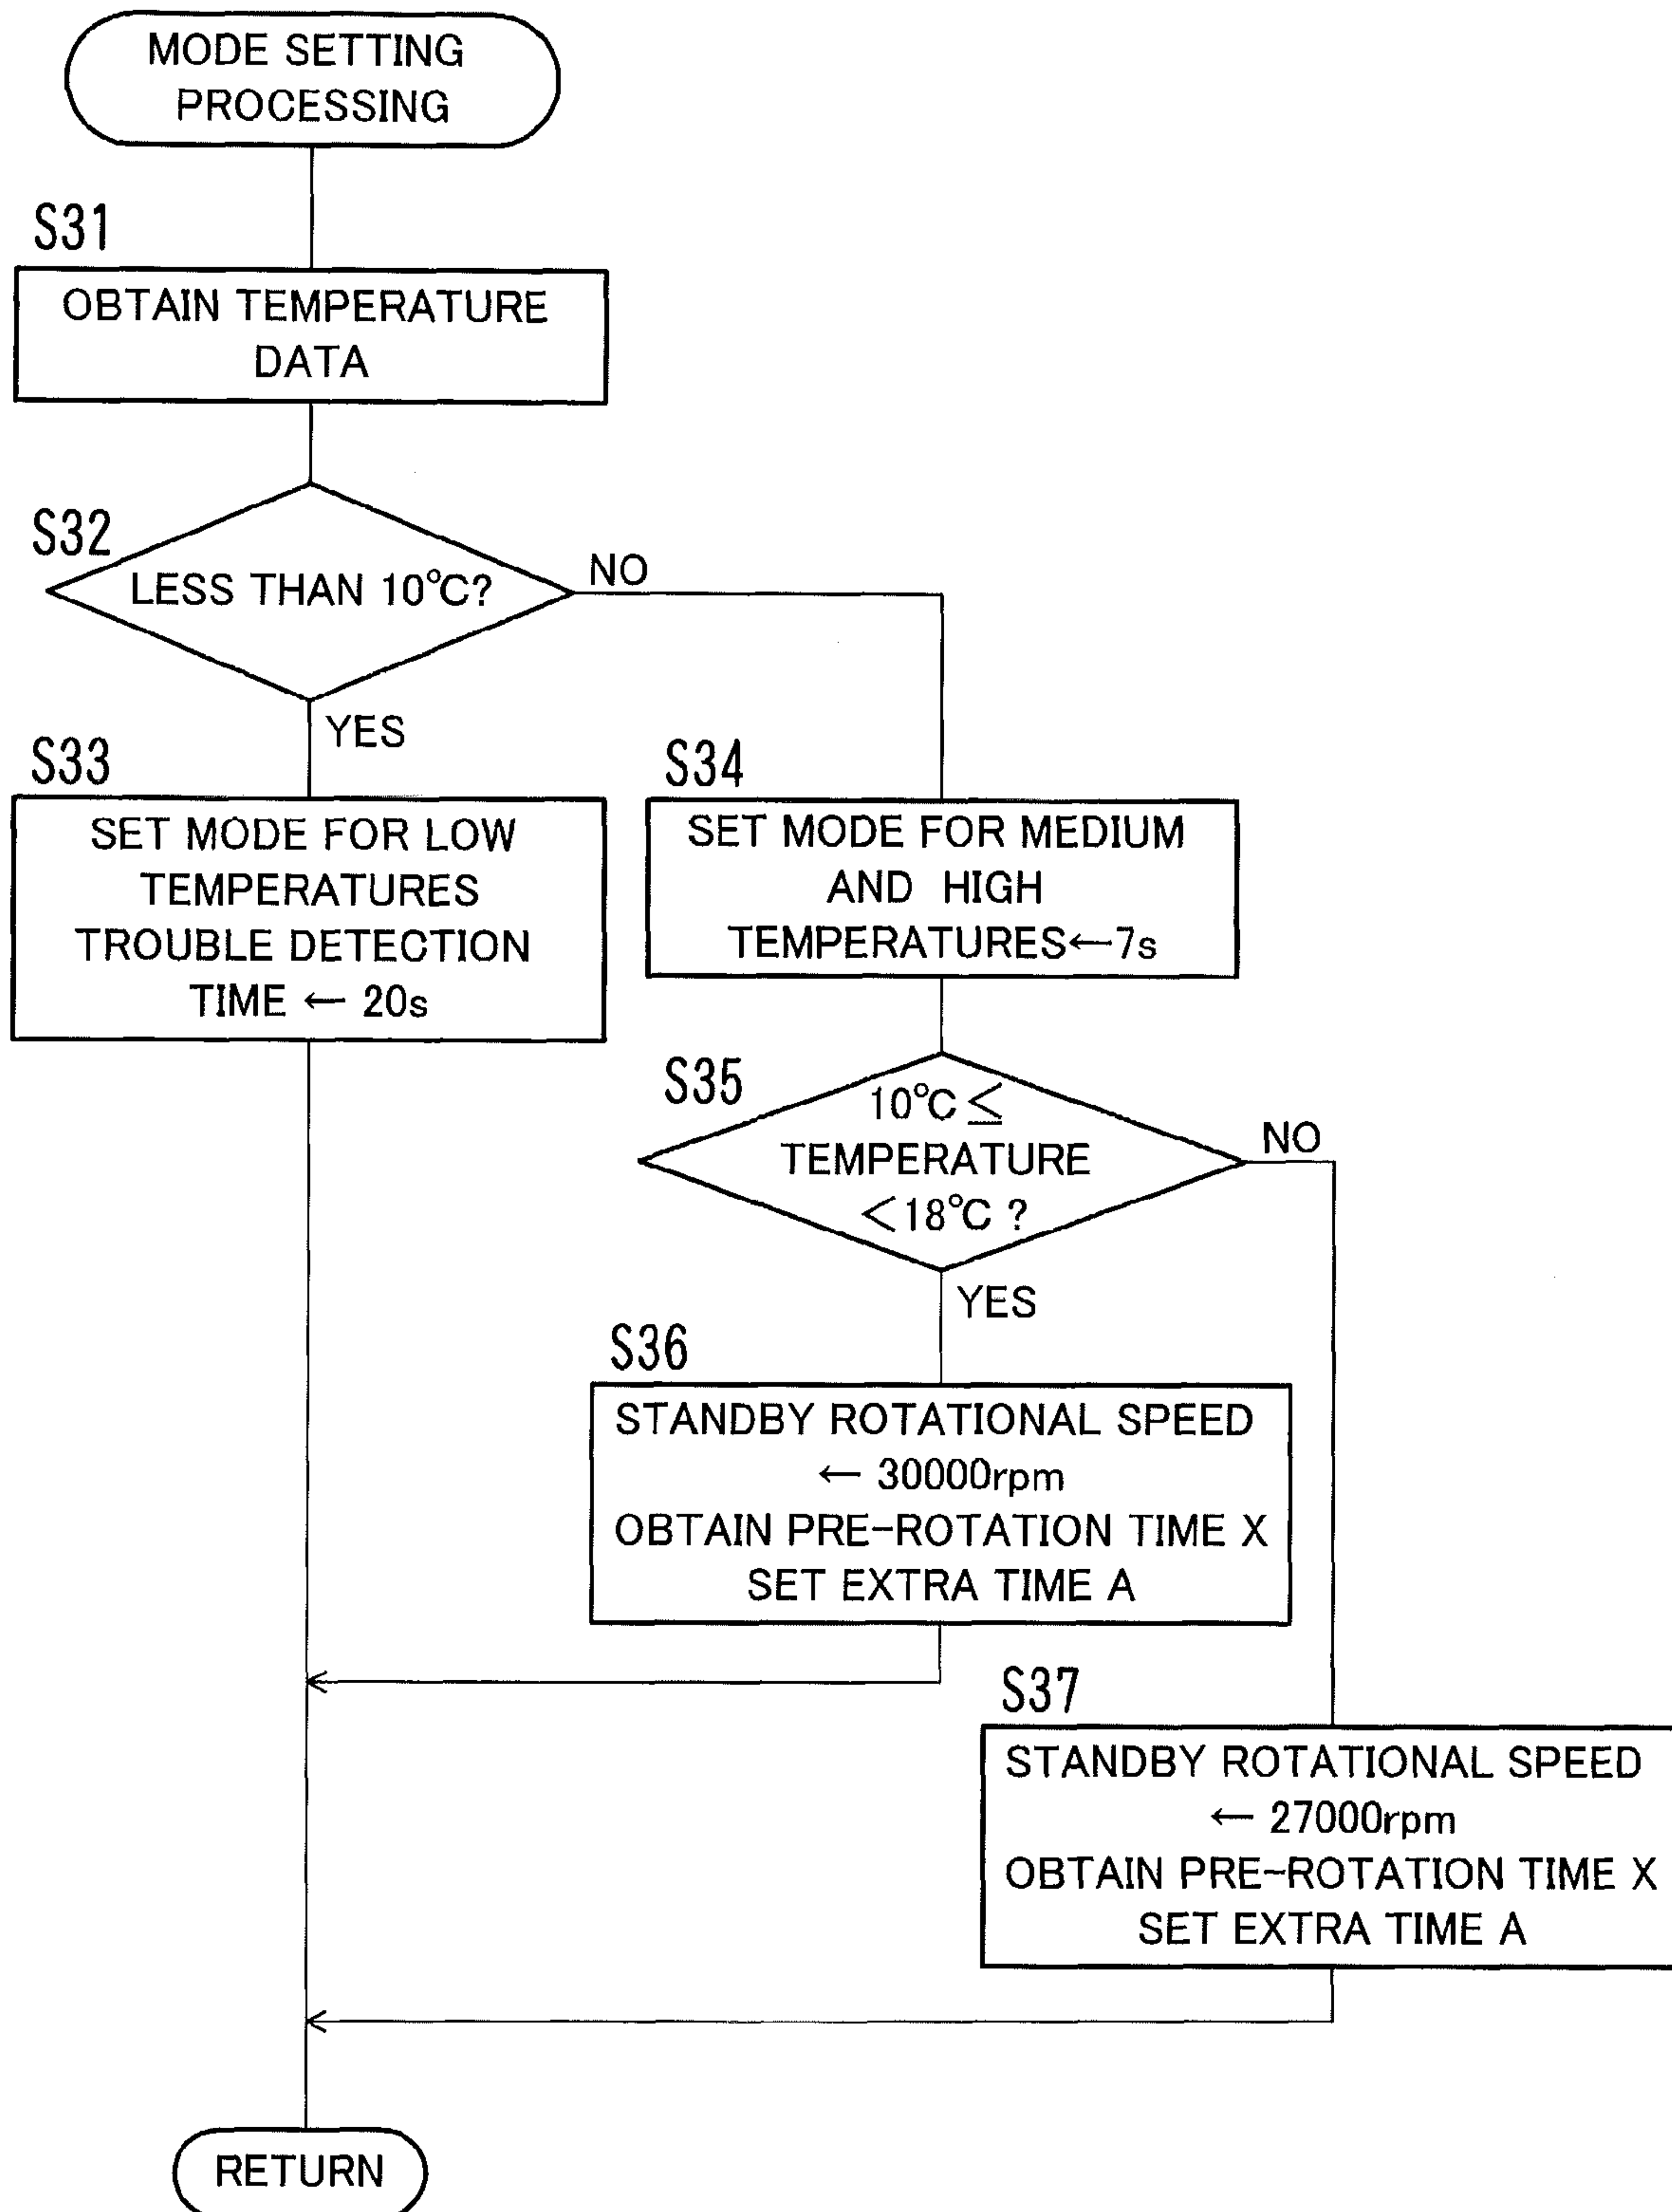 MODE SETTING
PROCESSING
S31
OBTAIN TEMPERATURE
DATA
S32
LESS THAN 10°C?
NO
YES
S33
SET MODE FOR LOW
TEMPERATURES
TROUBLE DETECTION
TIME ← 20s
S34
SET MODE FOR MEDIUM
AND HIGH
TEMPERATURES←7s
S35
10°C ≤
TEMPERATURE
<18°C ?
NO
YES
S36
STANDBY ROTATIONAL SPEED
← 30000rpm
OBTAIN PRE-ROTATION TIME X
SET EXTRA TIME A
S37
STANDBY ROTATIONAL SPEED
← 27000rpm
OBTAIN PRE-ROTATION TIME X
SET EXTRA TIME A
RETURN